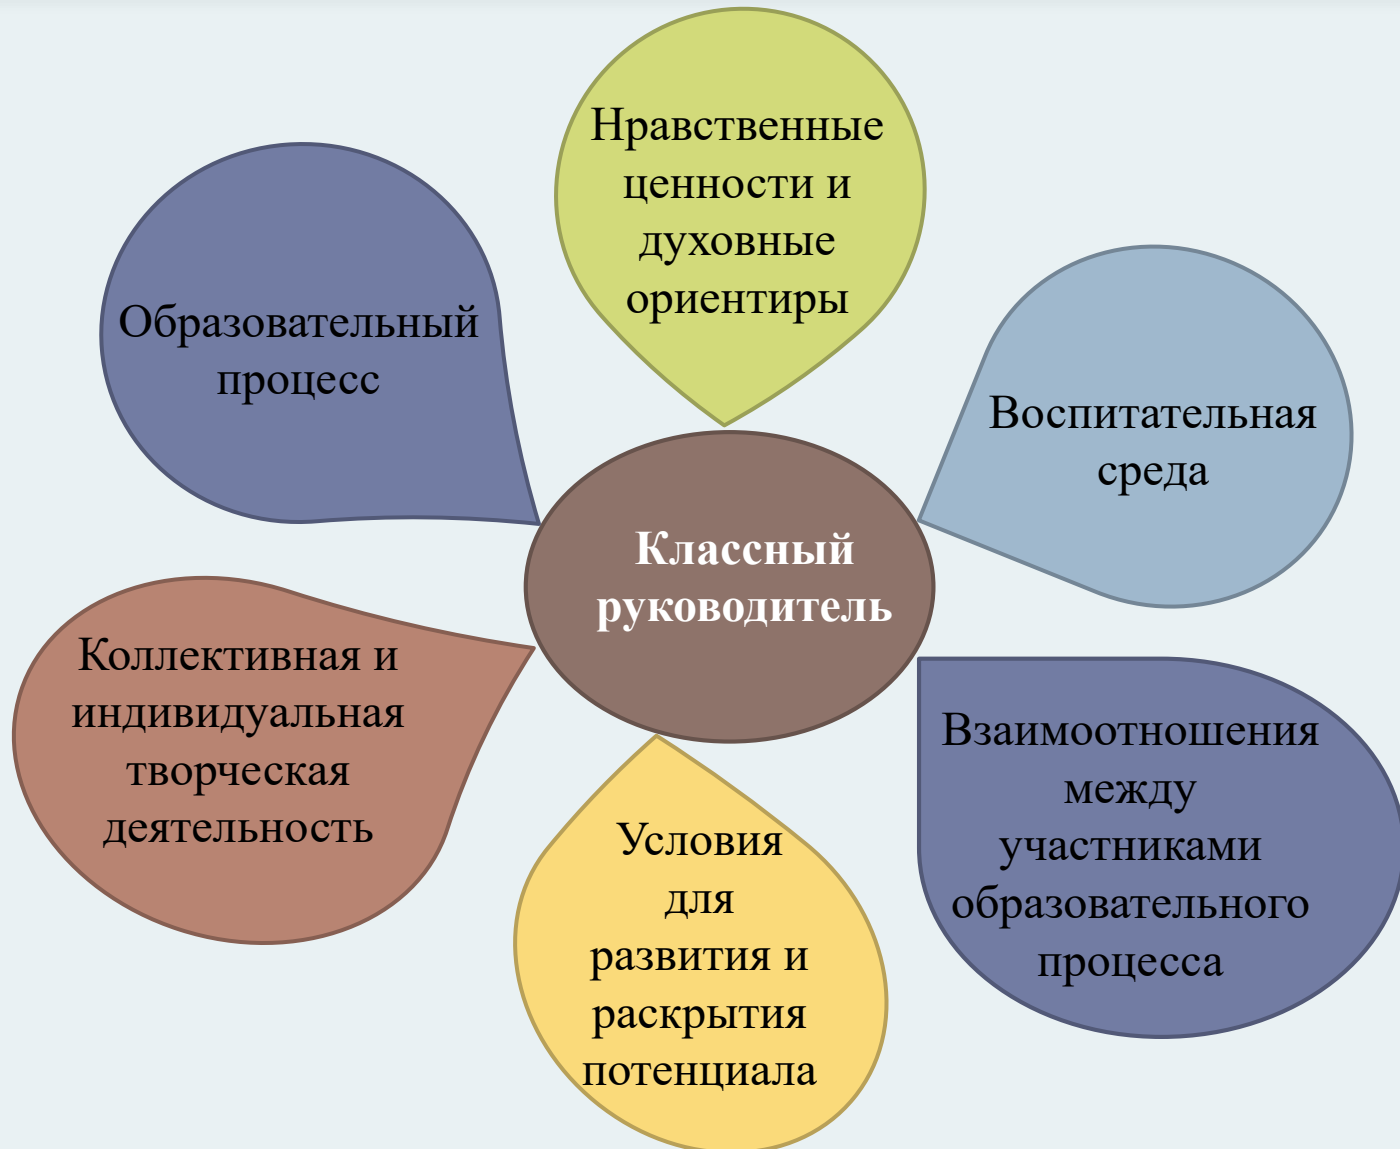 Нравственные
ценности и
духовные
ориентиры
Образовательный
процесс
Воспитательная
среда
Классный
руководитель
Коллективная и
индивидуальная
творческая
деятельность
Взаимоотношения
между
участниками
образовательного
процесса
Условия
для
развития и
раскрытия
потенциала